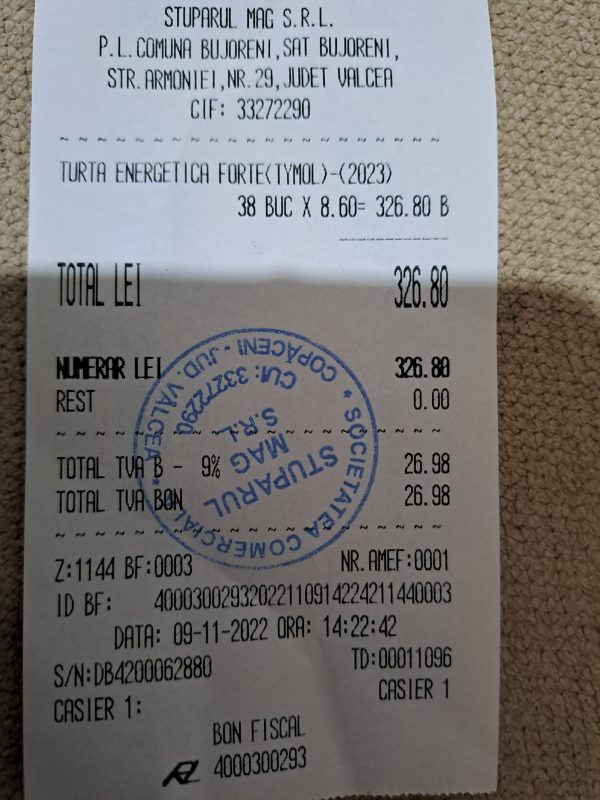 STUPARUL MAG S.R.L.
P.L. COMUNA BUJORENI, SAT BUJORENI,
STR. ARMONIEI, NR. 29, JUDET VALCEA
CIF: 33272290
TURTA ENERGETICA FORTE(TYMOL)-(2023)
38 BUC X 8.60= 326.80 B
TOTAL LEI 326.80
NUMERAR LEI 326.80
REST 0.00
TOTAL TVA B - 9% 26.98
TOTAL TVA BON 26.98
Z:1144 BF:0003 NR.AMEF:0001
ID BF: 40003002932022110914224211440003
DATA: 09-11-2022 ORA: 14:22:42
S/N:DB4200062880 TD:00011096
CASIER 1: CASIER 1
BON FISCAL
4000300293
* SOCIETATEA COMERCIALĂ * COPĂCENI - JUD. VÂLCEA
STUPARUL
MAG
S.R.L.
CUI: 33272290